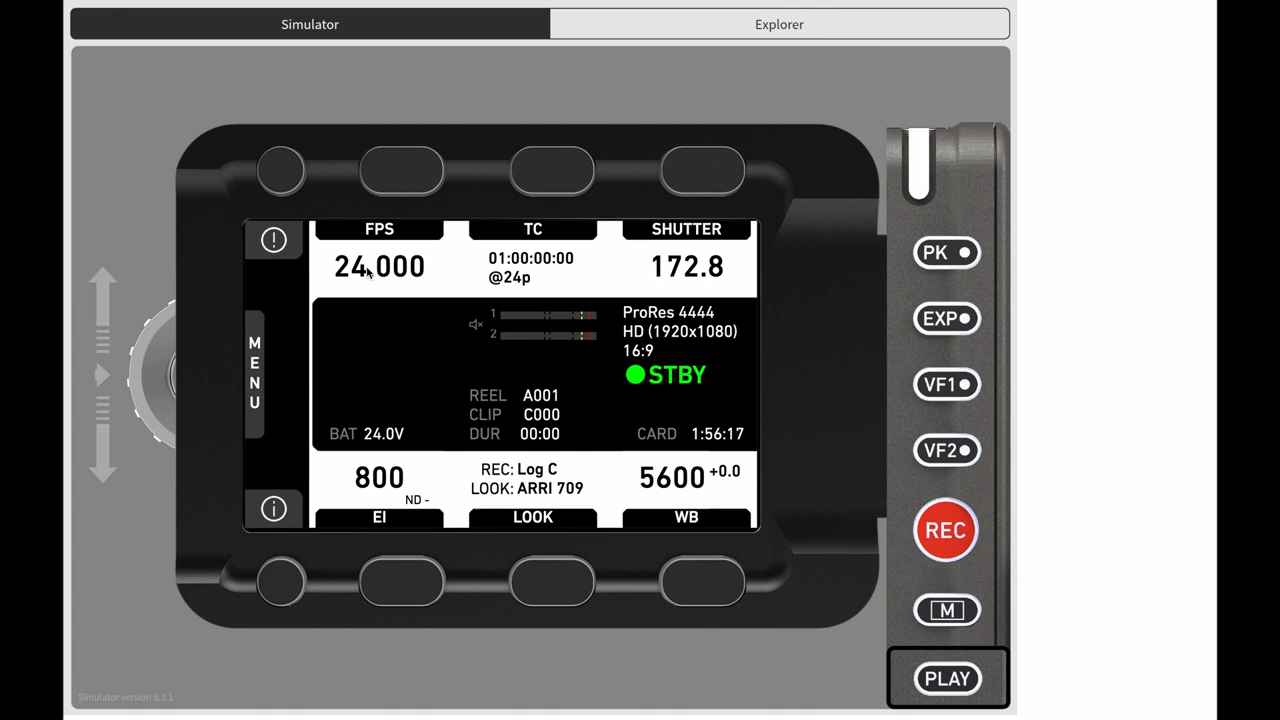 Simulator
Explorer
FPS
TC
SHUTTER
24.000
01:00:00:00
@24p
172.8
1
2
ProRes 4444
HD (1920x1080)
16:9
STBY
MENU
REEL A001
CLIP C000
DUR 00:00
BAT 24.0V
CARD 1:56:17
800
ND -
REC: Log C
LOOK: ARRI 709
5600 +0.0
EI
LOOK
WB
PK
EXP
VF1
VF2
REC
M
PLAY
Simulator version 5.3.1